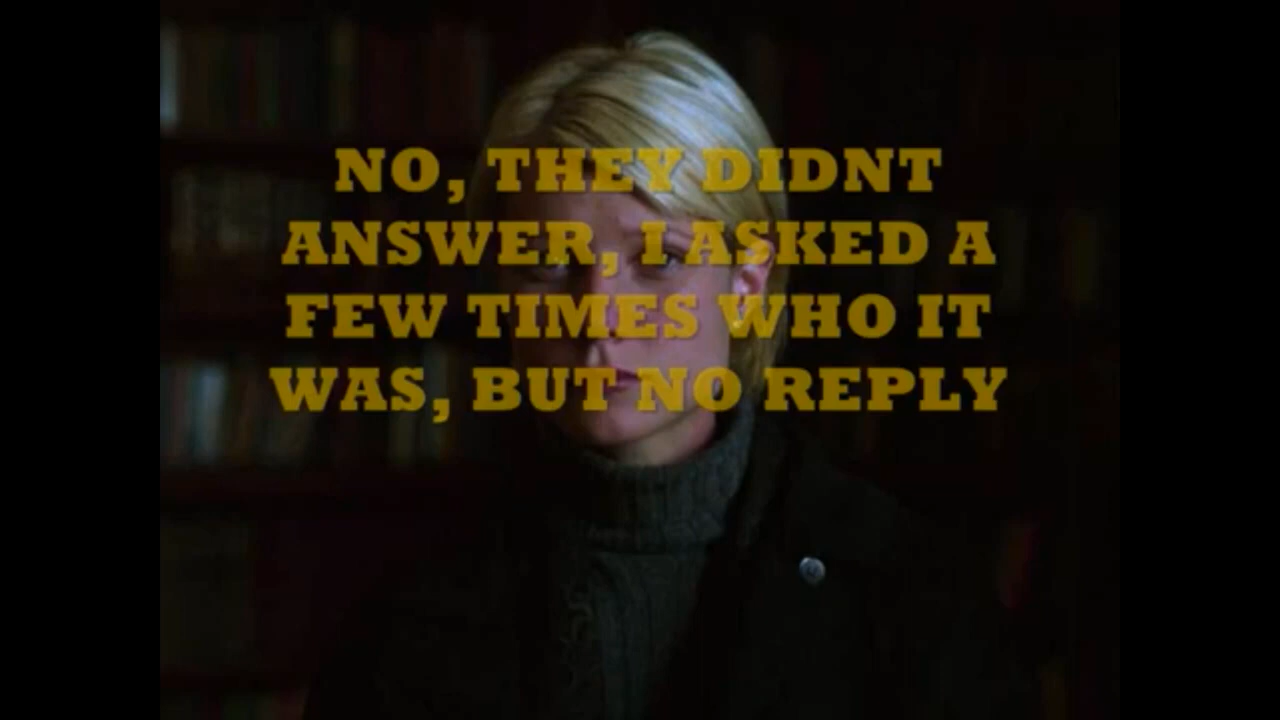 NO, THEY DIDNT
ANSWER, I ASKED A
FEW TIMES WHO IT
WAS, BUT NO REPLY